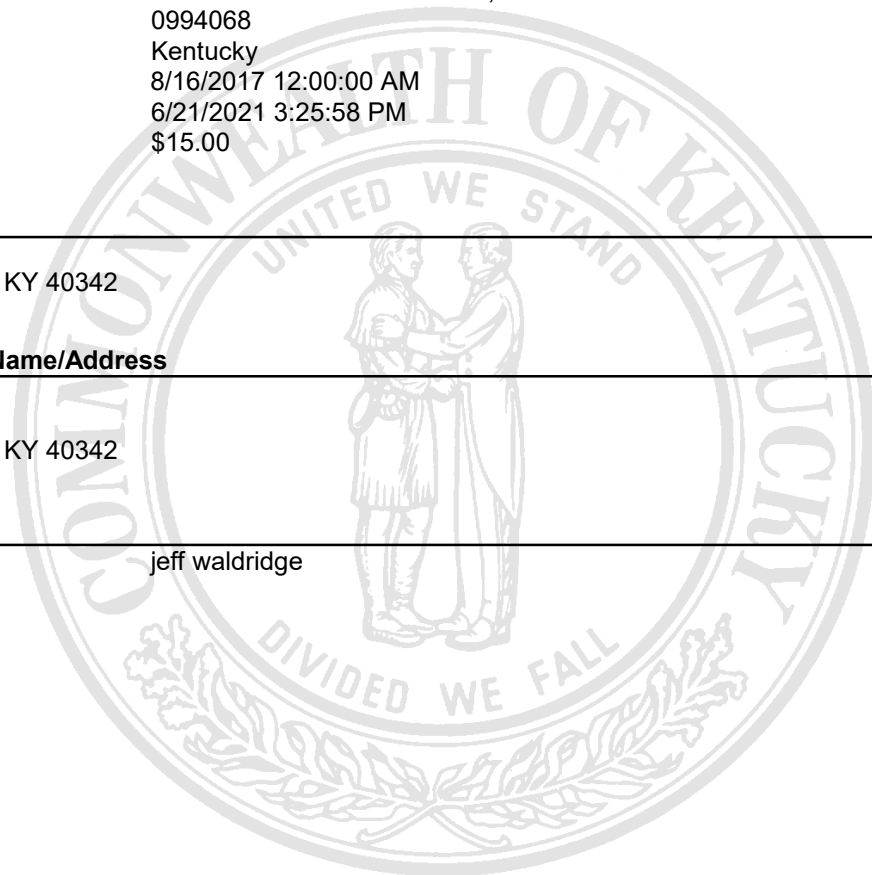 0994068
Kentucky
8/16/2017 12:00:00 AM
6/21/2021 3:25:58 PM
$15.00
KY 40342
Name/Address
KY 40342
jeff waldridge
COMMONWEALTH OF KENTUCKY
UNITED WE STAND
DIVIDED WE FALL